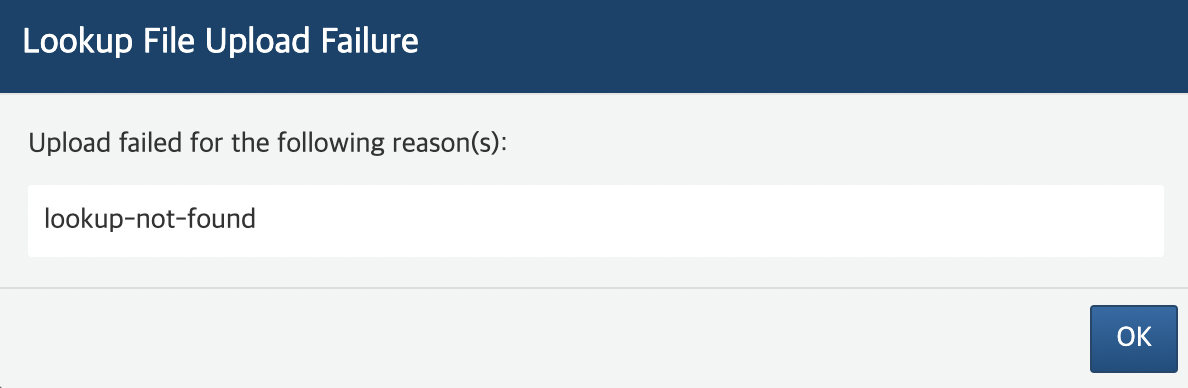 Lookup File Upload Failure
Upload failed for the following reason(s):
lookup-not-found
OK